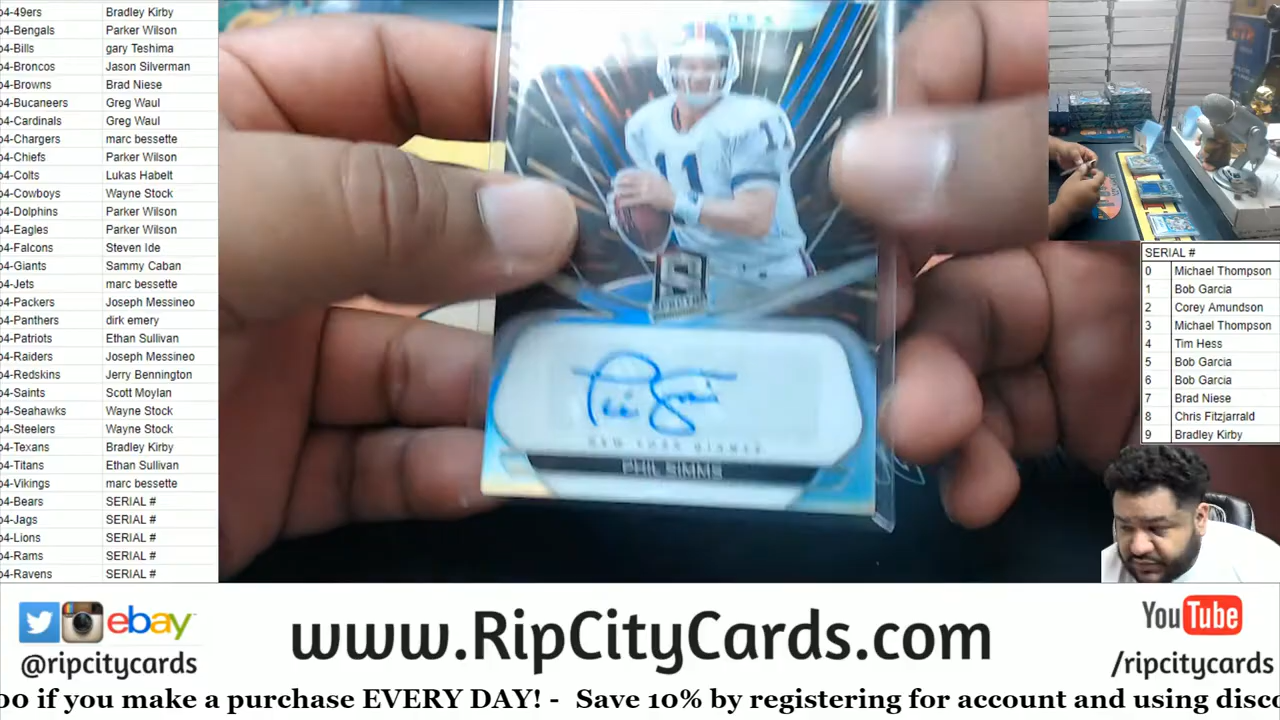 o4-49ers Bradley Kirby
o4-Bengals Parker Wilson
o4-Bills gary Teshima
o4-Broncos Jason Silverman
o4-Browns Brad Niese
o4-Bucaneers Greg Waul
o4-Cardinals Greg Waul
o4-Chargers marc bessette
o4-Chiefs Parker Wilson
o4-Colts Lukas Habelt
o4-Cowboys Wayne Stock
o4-Dolphins Parker Wilson
o4-Eagles Parker Wilson
o4-Falcons Steven Ide
o4-Giants Sammy Caban
o4-Jets marc bessette
o4-Packers Joseph Messineo
o4-Panthers dirk emery
o4-Patriots Ethan Sullivan
o4-Raiders Joseph Messineo
o4-Redskins Jerry Bennington
o4-Saints Scott Moylan
o4-Seahawks Wayne Stock
o4-Steelers Wayne Stock
o4-Texans Bradley Kirby
o4-Titans Ethan Sullivan
o4-Vikings marc bessette
o4-Bears SERIAL #
o4-Jags SERIAL #
o4-Lions SERIAL #
o4-Rams SERIAL #
o4-Ravens SERIAL #
11
11
NEW YORK GIANTS
PHIL SIMMS
SERIAL #
0 Michael Thompson
1 Bob Garcia
2 Corey Amundson
3 Michael Thompson
4 Tim Hess
5 Bob Garcia
6 Bob Garcia
7 Brad Niese
8 Chris Fitzjarrald
9 Bradley Kirby
ebay
@ripcitycards
www.RipCityCards.com
YouTube
/ripcitycards
00 if you make a purchase EVERY DAY! - Save 10% by registering for account and using disco